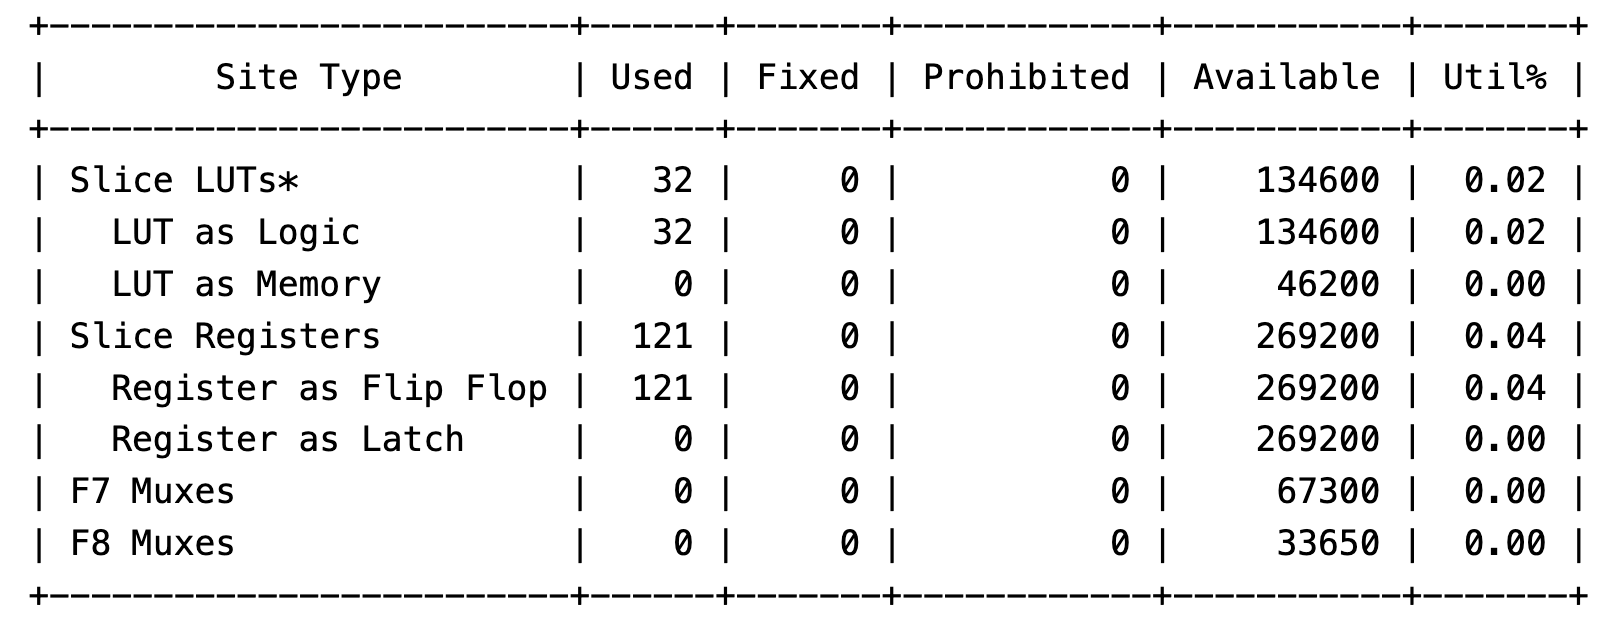 +-------------------------+------+-------+------------+-----------+-------+
|        Site Type        | Used | Fixed | Prohibited | Available | Util% |
+-------------------------+------+-------+------------+-----------+-------+
| Slice LUTs*             |   32 |     0 |          0 |    134600 |  0.02 |
|   LUT as Logic          |   32 |     0 |          0 |    134600 |  0.02 |
|   LUT as Memory         |    0 |     0 |          0 |     46200 |  0.00 |
| Slice Registers         |  121 |     0 |          0 |    269200 |  0.04 |
|   Register as Flip Flop |  121 |     0 |          0 |    269200 |  0.04 |
|   Register as Latch     |    0 |     0 |          0 |    269200 |  0.00 |
| F7 Muxes                |    0 |     0 |          0 |     67300 |  0.00 |
| F8 Muxes                |    0 |     0 |          0 |     33650 |  0.00 |
+-------------------------+------+-------+------------+-----------+-------+